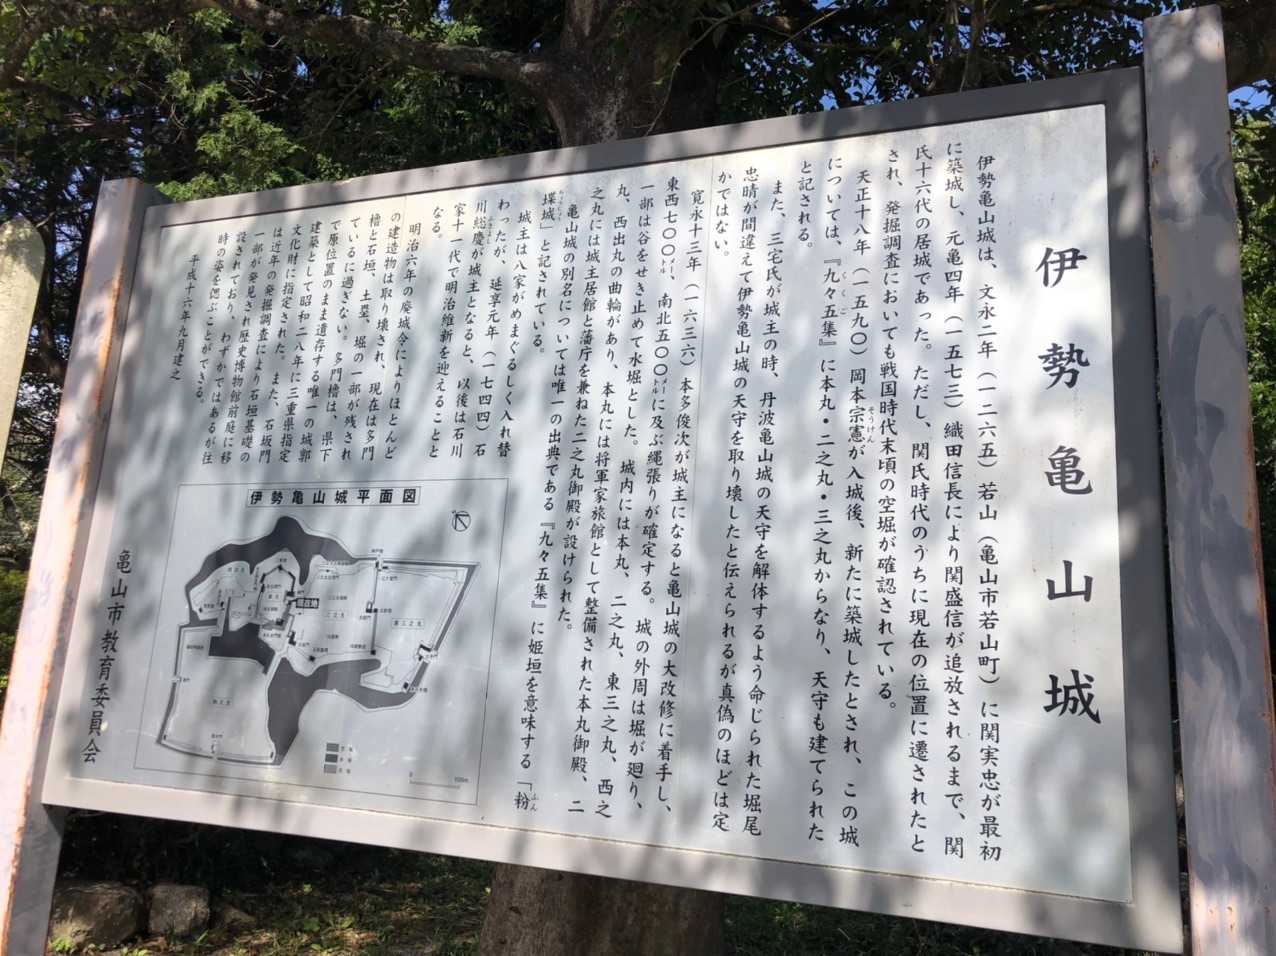 伊勢亀山城
伊勢亀山城は、文永二年（一二六五）若山（亀山市若山町）に関実忠が最初
に築城し、元亀四年（一五七三）織田信長により関盛信が追放されるまで、関
氏十六代の居城であった。ただし、関氏時代のうちに現在の位置に遷されたと
され、発掘調査においても戦国時代末頃の空堀が確認されている。
天正十八年（一五九〇）岡本宗憲が入城後、新たに築城したとされ、この城
そうけん
については、『九々五集』に本丸・二之丸・三之丸からなり、天守も建てられた
と記される。
また、三宅氏が城主の時、丹波亀山城の天守を解体するよう命じられた堀尾
忠晴が間違えて伊勢亀山城の天守を取り壊したと伝えられるが、真偽のほどは定
かではない。
寛永十三年（一六三六）本多俊次が城主になると亀山城の大改修に着手し、
東西七〇〇メートル、南北五〇〇メートルに及ぶ縄張りが確定する。城の外周は堀が廻り、
一部は谷をせき止めて水堀とした。城内には本丸、二之丸、東三之丸、西之
丸、西出丸の曲輪があり、本丸には将軍家旅館として整備された本丸御殿、二
之丸には城主居館と藩庁を兼ねた二之丸御殿が設けられた。
亀山城の別名については、唯一の出典である『九々五集』に姫垣を意味する「粉
ふん
堞城」と記されている。
城主は、八家がめまぐるしく入れ替
わったが、延享元年（一七四四）石
川総慶が城主となると、以後は石川
家十一代で明治維新を迎えることと
なる。
明治六年の廃城令によりほとんど
の建造物は取り壊され、現在は多門
櫓と石垣、土塁、堀の一部が残され
ているに過ぎない。多門櫓は、県下
で原位置のまま遺存する唯一の城郭
建築として昭和二八年に三重県指定
文化財に指定された。また、石坂門
は近年の発掘調査により石垣基礎の
一部が発見され、歴史博物館前庭に移
設されており、わずかではあるが往
時の姿を偲ぶことができる。
平成十六年九月建之
亀山市教育委員会
伊勢亀山城平面図